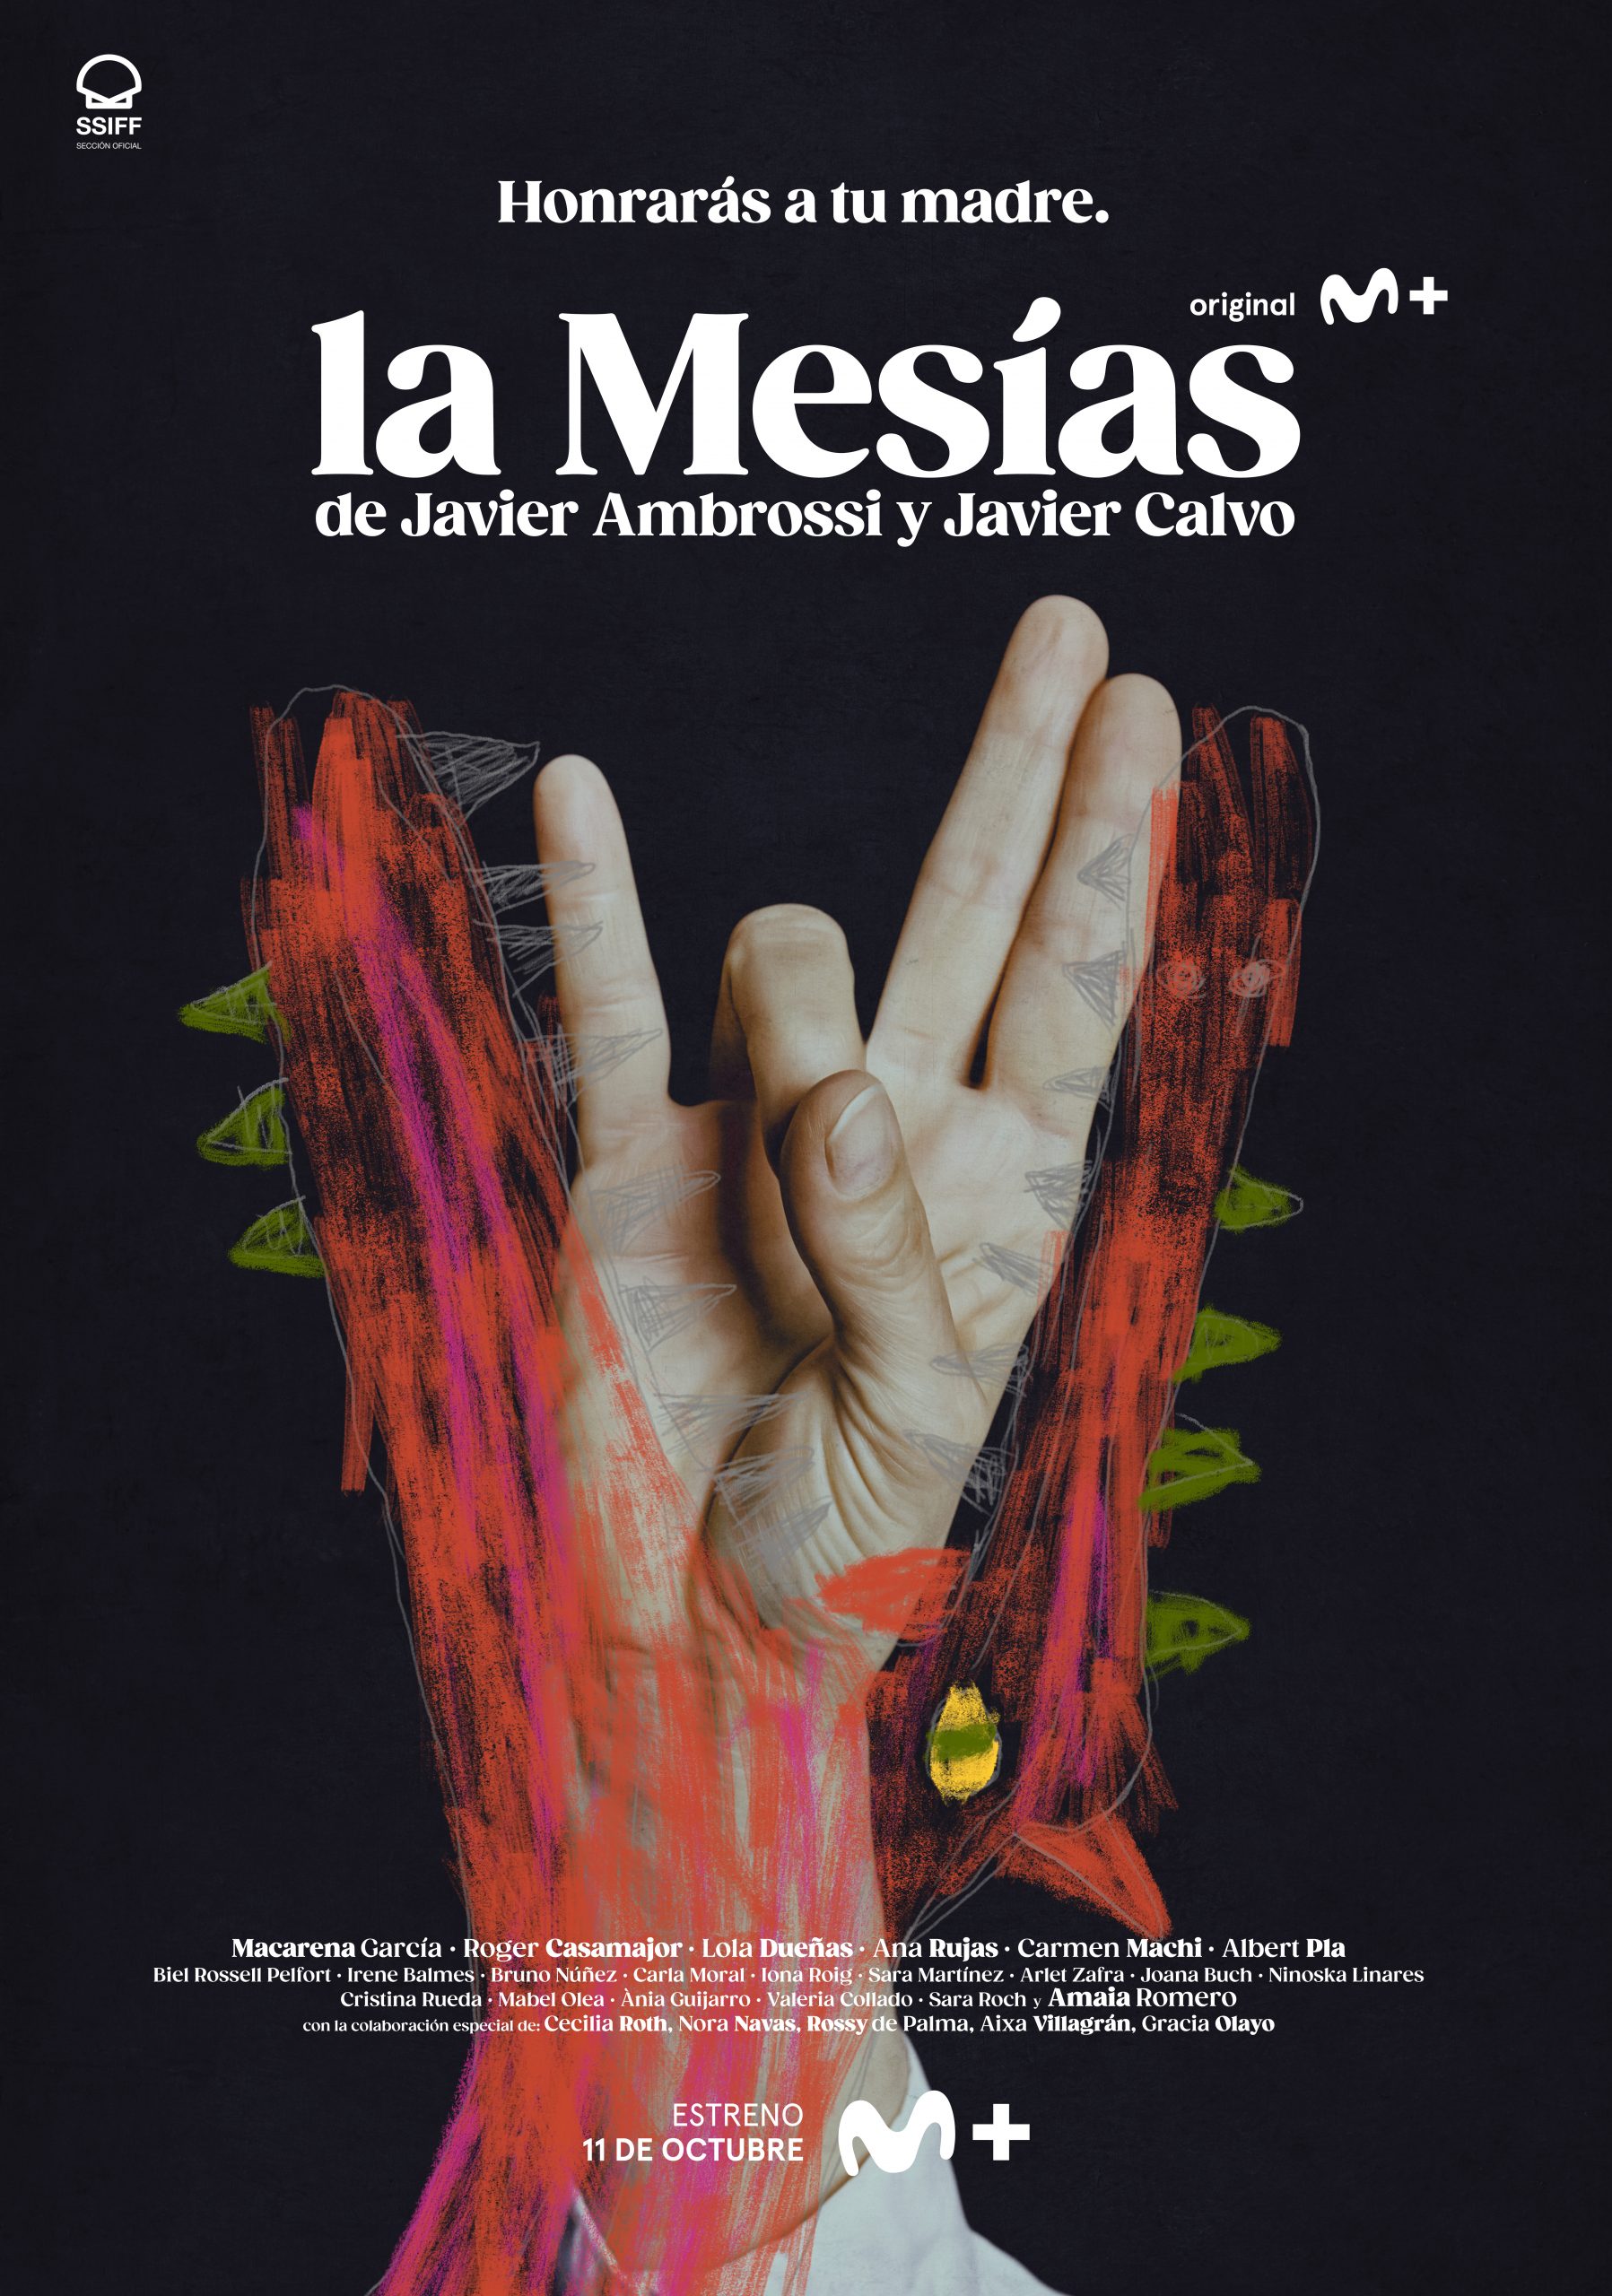 SSIFF
SECCIÓN OFICIAL
Honrarás a tu madre.
original M+
la Mesías
de Javier Ambrossi y Javier Calvo
Macarena García · Roger Casamajor · Lola Dueñas · Ana Rujas · Carmen Machi · Albert Pla
Biel Rossell Pelfort · Irene Balmes · Bruno Núñez · Carla Moral · Iona Roig · Sara Martínez · Arlet Zafra · Joana Buch · Ninoska Linares
Cristina Rueda · Mabel Olea · Ània Guijarro · Valeria Collado · Sara Roch y Amaia Romero
con la colaboración especial de: Cecilia Roth, Nora Navas, Rossy de Palma, Aixa Villagrán, Gracia Olayo
ESTRENO
11 DE OCTUBRE
M+